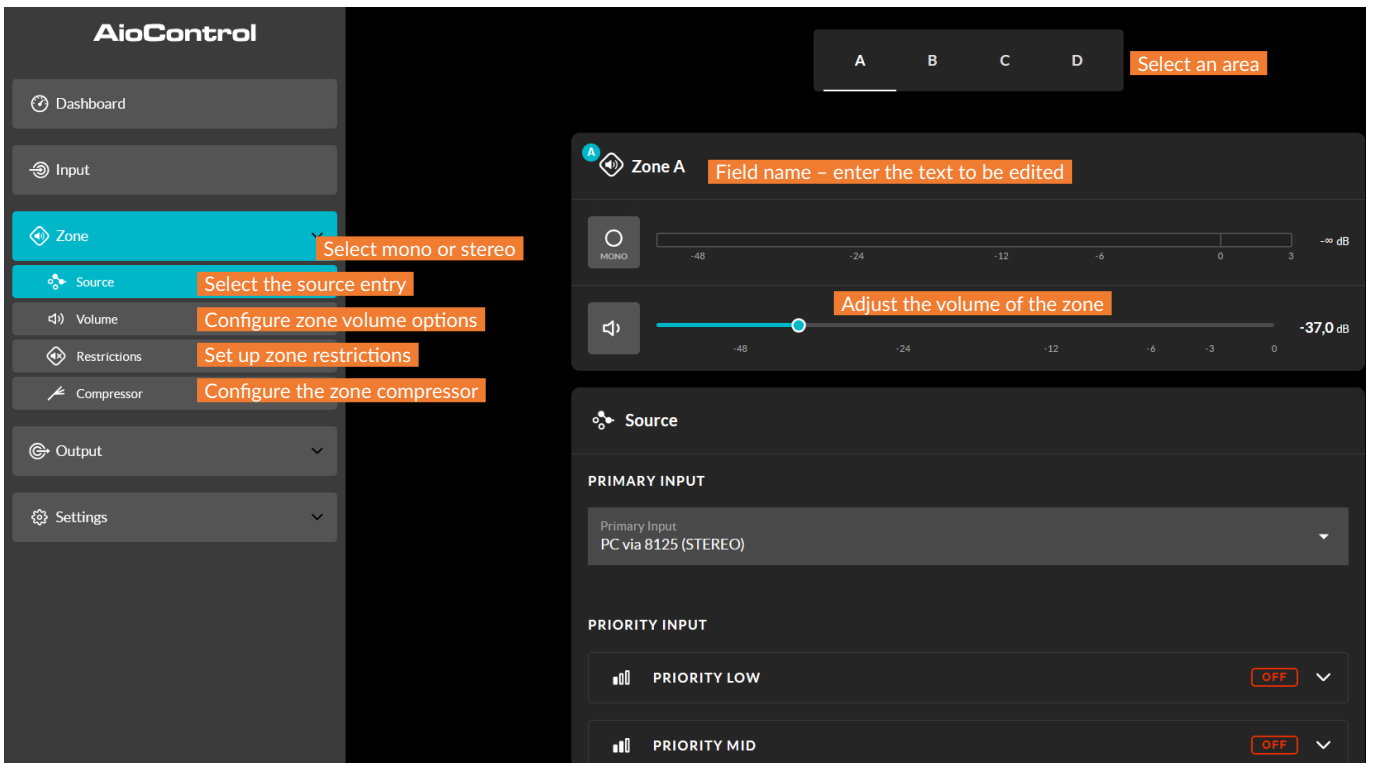 AioControl
A B C D
Select an area
Dashboard
Input
Zone
Select mono or stereo
Source
Select the source entry
Volume
Configure zone volume options
Restrictions
Set up zone restrictions
Compressor
Configure the zone compressor
Output
Settings
A
Zone A
Field name – enter the text to be edited
MONO
-48 -24 -12 -6 0 3
-∞ dB
Adjust the volume of the zone
-37,0 dB
-48 -24 -12 -6 -3 0
Source
PRIMARY INPUT
Primary Input
PC via 8125 (STEREO)
PRIORITY INPUT
PRIORITY LOW OFF
PRIORITY MID OFF